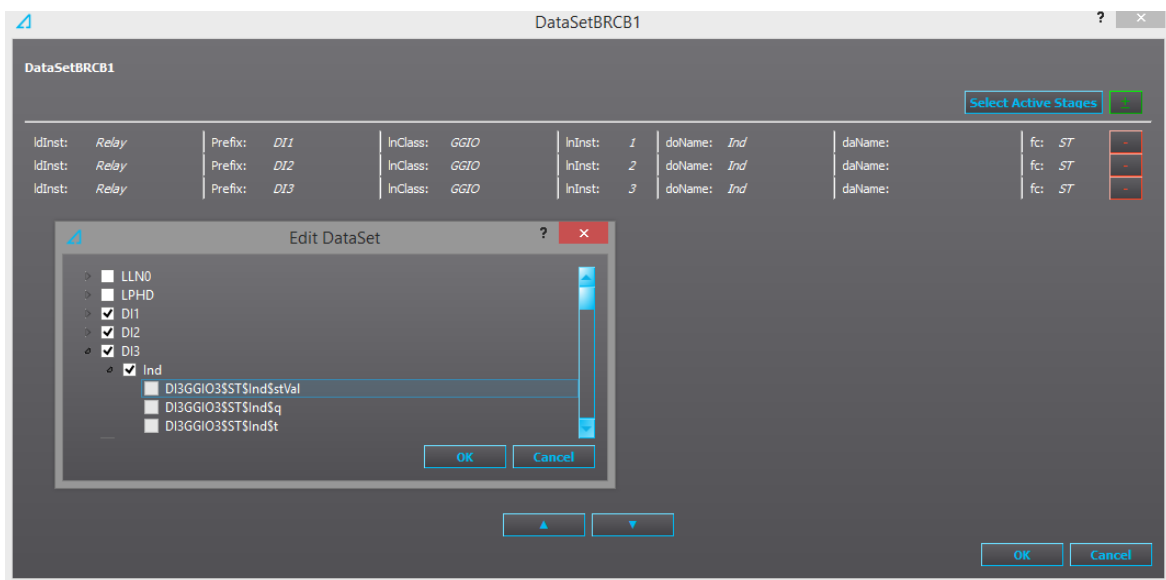 DataSetBRCB1 ? ×
DataSetBRCB1
Select Active Stages ±
ldInst: Relay Prefix: DI1 lnClass: GGIO lnInst: 1 doName: Ind daName: fc: ST -
ldInst: Relay Prefix: DI2 lnClass: GGIO lnInst: 2 doName: Ind daName: fc: ST -
ldInst: Relay Prefix: DI3 lnClass: GGIO lnInst: 3 doName: Ind daName: fc: ST -
Edit DataSet ? ×
LLN0
LPHD
DI1
DI2
DI3
Ind
DI3GGIO3$ST$Ind$stVal
DI3GGIO3$ST$Ind$q
DI3GGIO3$ST$Ind$t
OK Cancel
OK Cancel